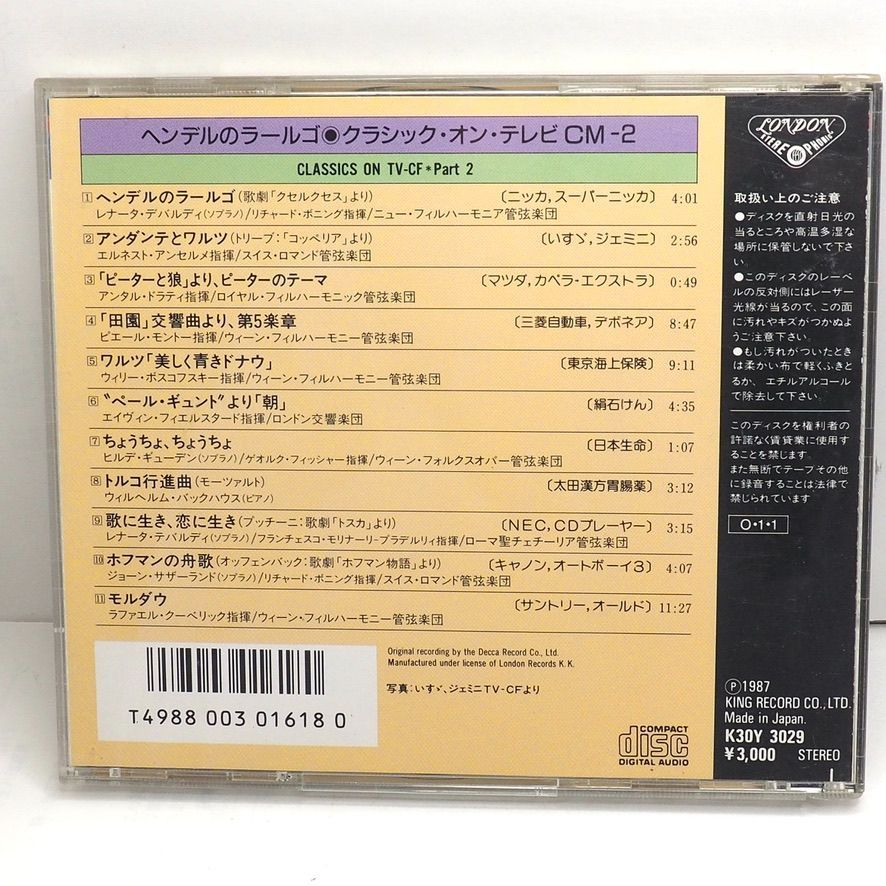 ヘンデルのラールゴ◉クラシック・オン・テレビCM-2
CLASSICS ON TV-CF*Part 2
1 ヘンデルのラールゴ(歌劇「クセルクセス」より) 〔ニッカ,スーパーニッカ〕 4:01
レナータ・デバルディ(ソプラノ)/リチャード・ボニング指揮/ニュー・フィルハーモニア管弦楽団
2 アンダンテとワルツ(ドリーブ:「コッペリア」より) 〔いすゞ,ジェミニ〕 2:56
エルネスト・アンセルメ指揮/スイス・ロマンド管弦楽団
3 「ピーターと狼」より、ピーターのテーマ 〔マツダ,カペラ・エクストラ〕 0:49
アンタル・ドラティ指揮/ロイヤル・フィルハーモニック管弦楽団
4 「田園」交響曲より、第5楽章 〔三菱自動車,デボネア〕 8:47
ピエール・モントー指揮/ウィーン・フィルハーモニー管弦楽団
5 ワルツ「美しく青きドナウ」 〔東京海上保険〕 9:11
ウィリー・ボスコフスキー指揮/ウィーン・フィルハーモニー管弦楽団
6 〝ペール・ギュント〟より「朝」 〔絹石けん〕 4:35
エイヴィン・フィエルスタード指揮/ロンドン交響楽団
7 ちょうちょ、ちょうちょ 〔日本生命〕 1:07
ヒルデ・ギューデン(ソプラノ)/ゲオルク・フィッシャー指揮/ウィーン・フォルクスオパー管弦楽団
8 トルコ行進曲(モーツァルト) 〔太田漢方胃腸薬〕 3:12
ウィルヘルム・バックハウス(ピアノ)
9 歌に生き、恋に生き(プッチーニ:歌劇「トスカ」より) 〔NEC,CDプレーヤー〕 3:15
レナータ・デバルディ(ソプラノ)/フランチェスコ・モリナーリ-プラデルリィ指揮/ローマ聖チェチーリア管弦楽団
10 ホフマンの舟歌(オッフェンバック:歌劇「ホフマン物語」より) 〔キャノン,オートボーイ3〕 4:07
ジョーン・サザーランド(ソプラノ)/リチャード・ボニング指揮/スイス・ロマンド管弦楽団
11 モルダウ 〔サントリー,オールド〕 11:27
ラファエル・クーベリック指揮/ウィーン・フィルハーモニー管弦楽団
Original recording by the Decca Record Co., Ltd.
Manufactured under license of London Records K.K.
写真:いすゞ、ジェミニTV-CFより
T4988 003 01618 0
COMPACT
disc
DIGITAL AUDIO
LONDON
STEREOPHONIC
取扱い上のご注意
●ディスクを直射日光の
当るところや高温多湿な
場所に保管しないで下さ
い。
●このディスクのレーベ
ルの反対側にはレーザー
光線が当るので、この面
に汚れやキズがつかぬよ
うご注意下さい。
●もし汚れがついたとき
は柔かい布で軽くふきと
るか、エチルアルコール
で除去して下さい。
このディスクを権利者の
許諾なく賃貸業に使用す
ることを禁じます。
また無断でテープその他
に録音することは法律で
禁じられています
O・1・1
Ⓟ1987
KING RECORD CO., LTD.
Made in Japan.
K30Y 3029
¥3,000 STEREO